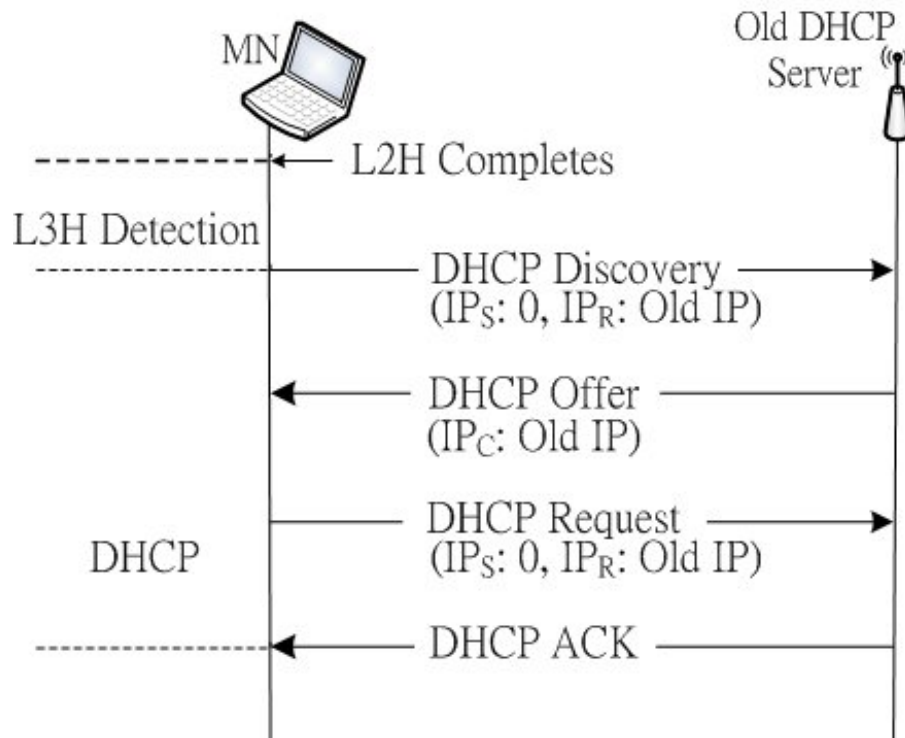 MN
Old DHCP
Server
L2H Completes
L3H Detection
DHCP Discovery
(IPS: 0, IPR: Old IP)
DHCP Offer
(IPC: Old IP)
DHCP Request
(IPS: 0, IPR: Old IP)
DHCP
DHCP ACK